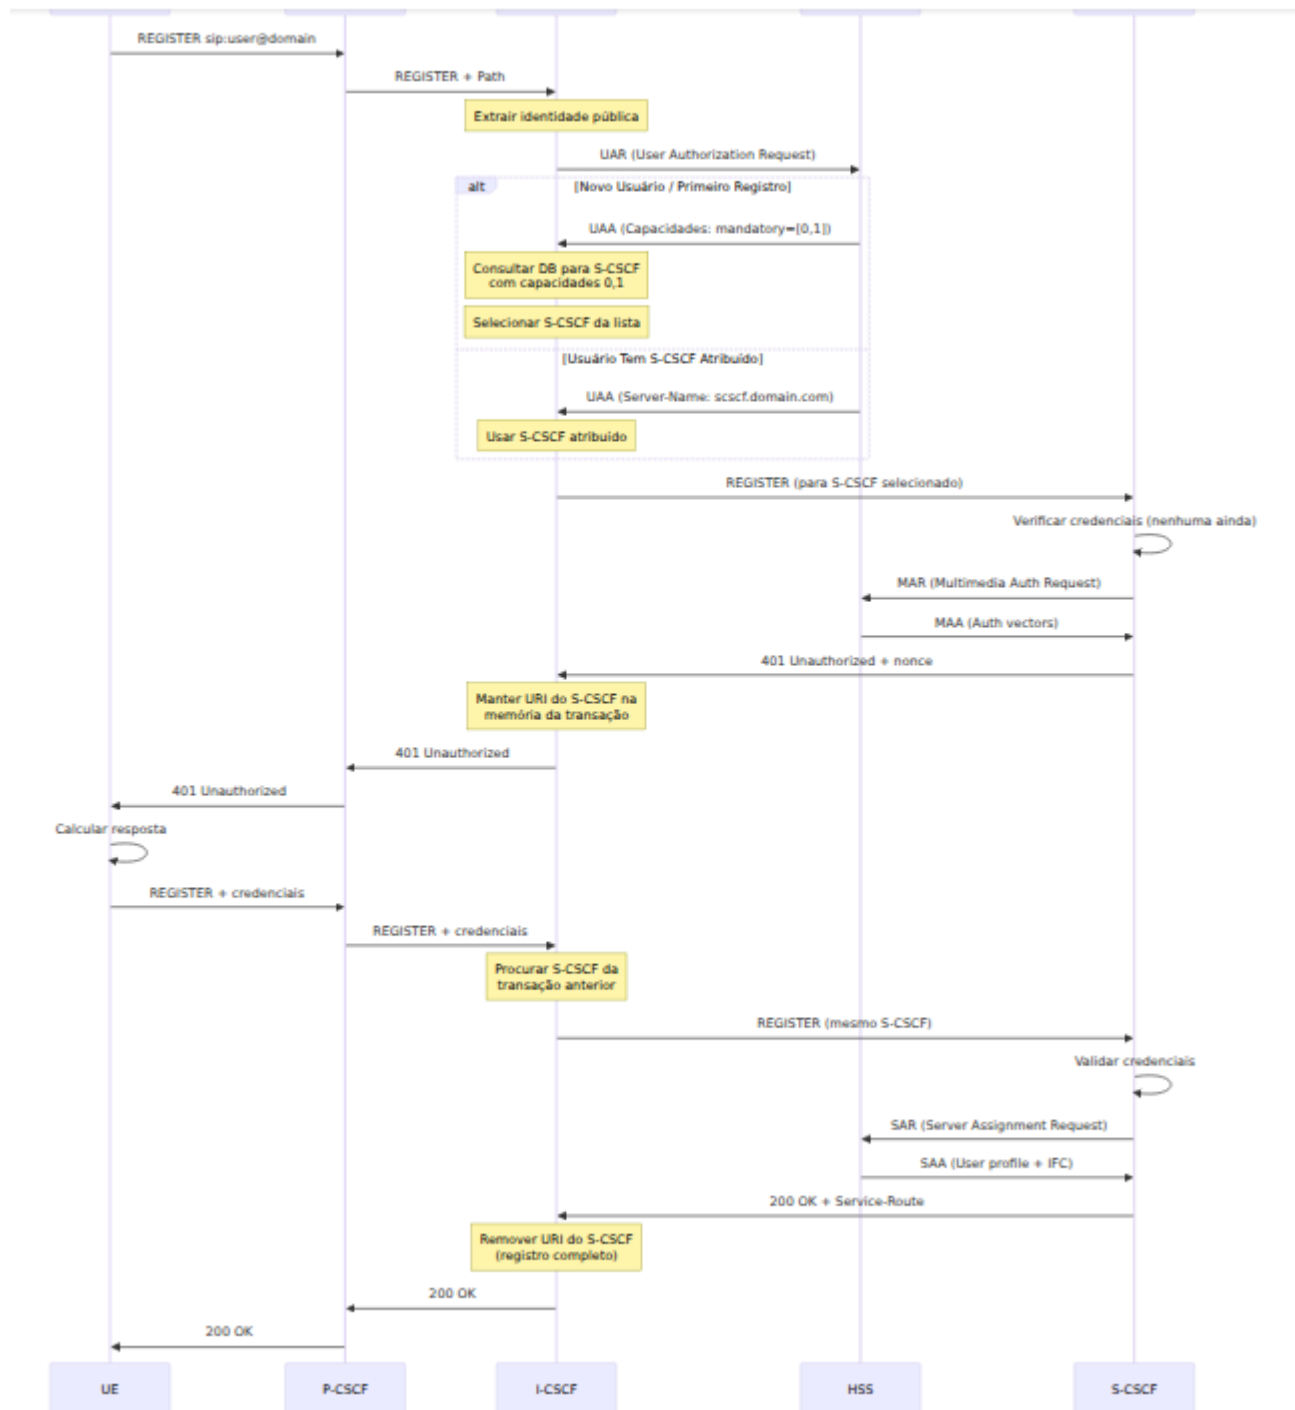 REGISTER sip:user@domain
REGISTER + Path
Extrair identidade pública
UAR (User Authorization Request)
alt
[Novo Usuário / Primeiro Registro]
UAA (Capacidades: mandatory=[0,1])
Consultar DB para S-CSCF
com capacidades 0,1
Selecionar S-CSCF da lista
[Usuário Tem S-CSCF Atribuído]
UAA (Server-Name: scscf.domain.com)
Usar S-CSCF atribuído
REGISTER (para S-CSCF selecionado)
Verificar credenciais (nenhuma ainda)
MAR (Multimedia Auth Request)
MAA (Auth vectors)
401 Unauthorized + nonce
Manter URI do S-CSCF na
memória da transação
401 Unauthorized
401 Unauthorized
Calcular resposta
REGISTER + credenciais
REGISTER + credenciais
Procurar S-CSCF da
transação anterior
REGISTER (mesmo S-CSCF)
Validar credenciais
SAR (Server Assignment Request)
SAA (User profile + IFC)
200 OK + Service-Route
Remover URI do S-CSCF
(registro completo)
200 OK
200 OK
UE
P-CSCF
I-CSCF
HSS
S-CSCF